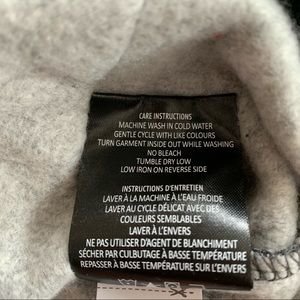 CARE INSTRUCTIONS
MACHINE WASH IN COLD WATER
GENTLE CYCLE WITH LIKE COLOURS
TURN GARMENT INSIDE OUT WHILE WASHING
NO BLEACH
TUMBLE DRY LOW
LOW IRON ON REVERSE SIDE
INSTRUCTIONS D'ENTRETIEN
LAVER À LA MACHINE À L'EAU FROIDE
LAVER AU CYCLE DÉLICAT AVEC DES
COULEURS SEMBLABLES
LAVER À L'ENVERS
NE PAS UTILISER D'AGENT DE BLANCHIMENT
SÉCHER PAR CULBUTAGE À BASSE TEMPÉRATURE
REPASSER À BASSE TEMPÉRATURE SUR L'ENVERS